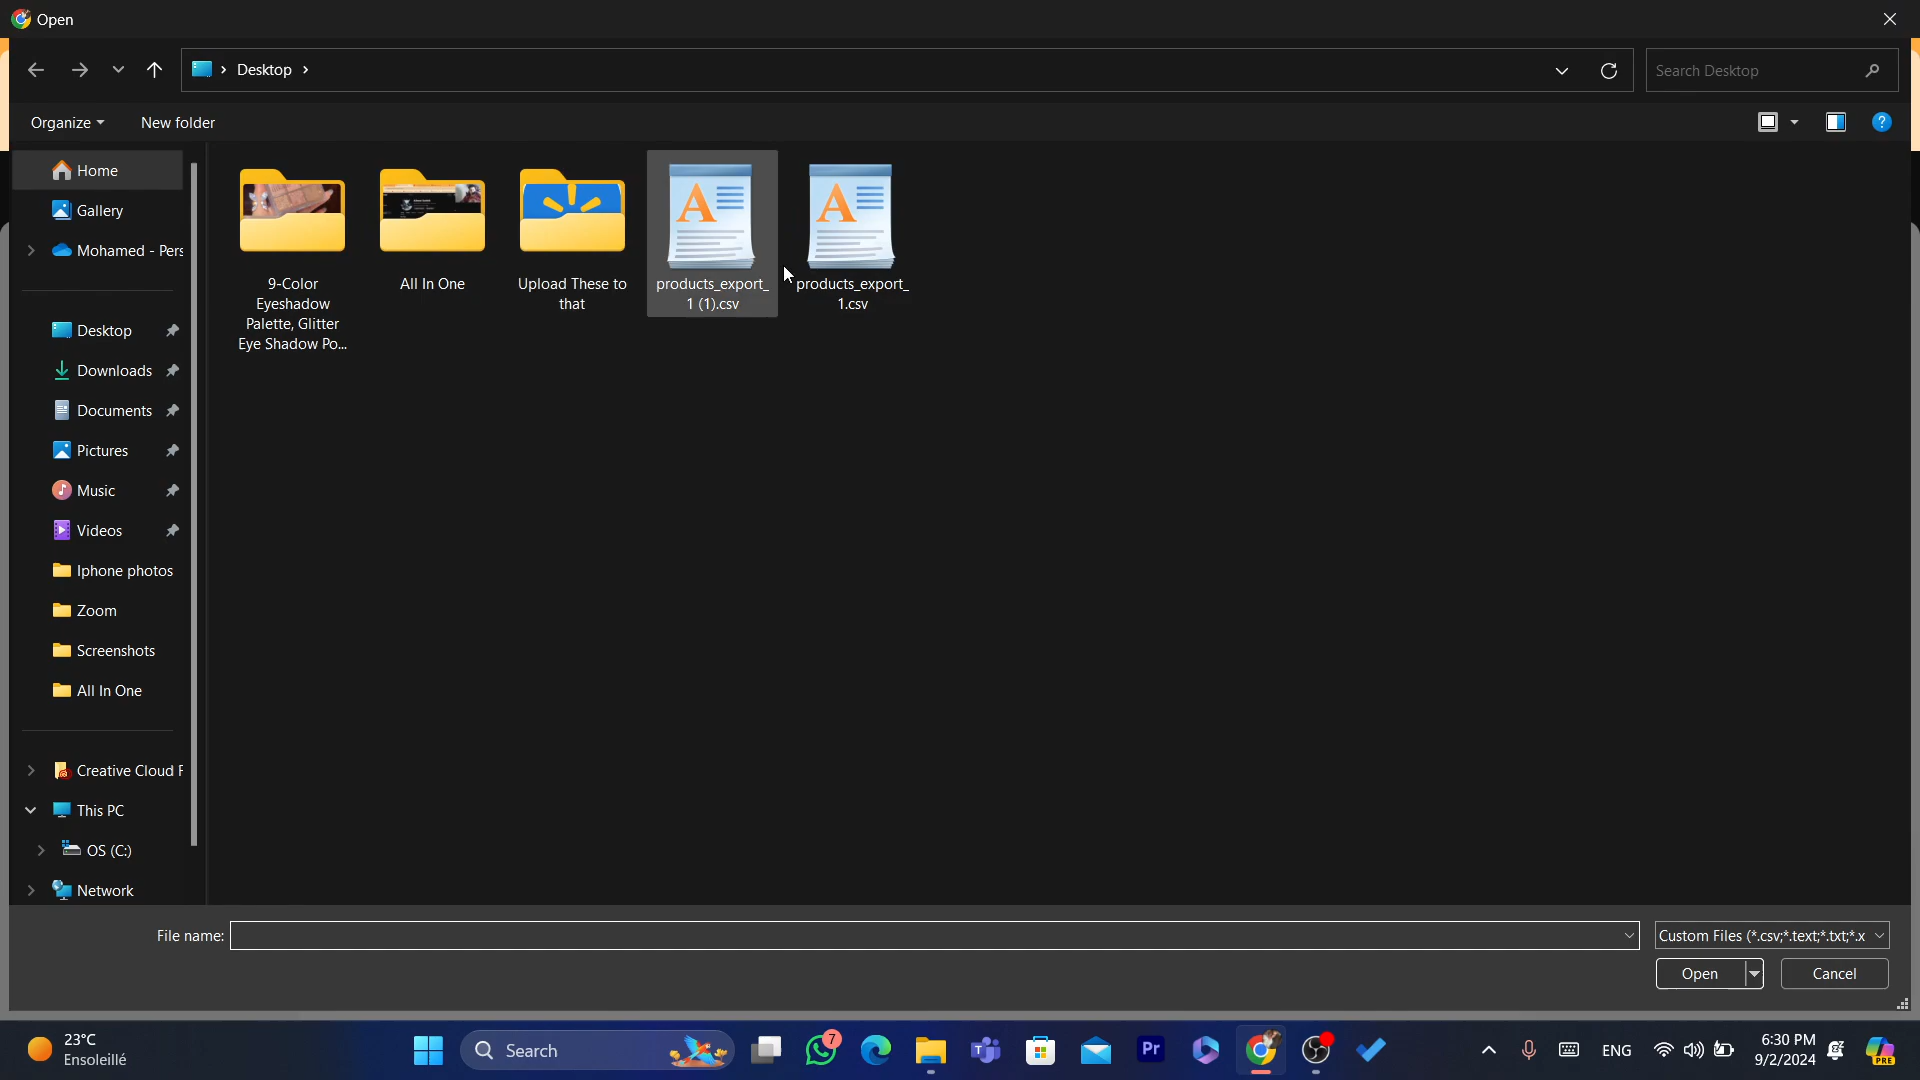 Open
Desktop
Search Desktop
Organize
New folder
Home
Gallery
Mohamed - Pers
Desktop
Downloads
Documents
Pictures
Music
Videos
Iphone photos
Zoom
Screenshots
All In One
Creative Cloud F
This PC
OS (C:)
Network
9-Color
Eyeshadow
Palette, Glitter
Eye Shadow Po...
All In One
Upload These to
that
products_export_
1 (1).csv
products_export_
1.csv
File name:
Custom Files (*.csv;*.text;*.txt;*.x
Open
Cancel
23°C
Ensoleillé
Search
7
Pr
ENG
6:30 PM
9/2/2024
PRE